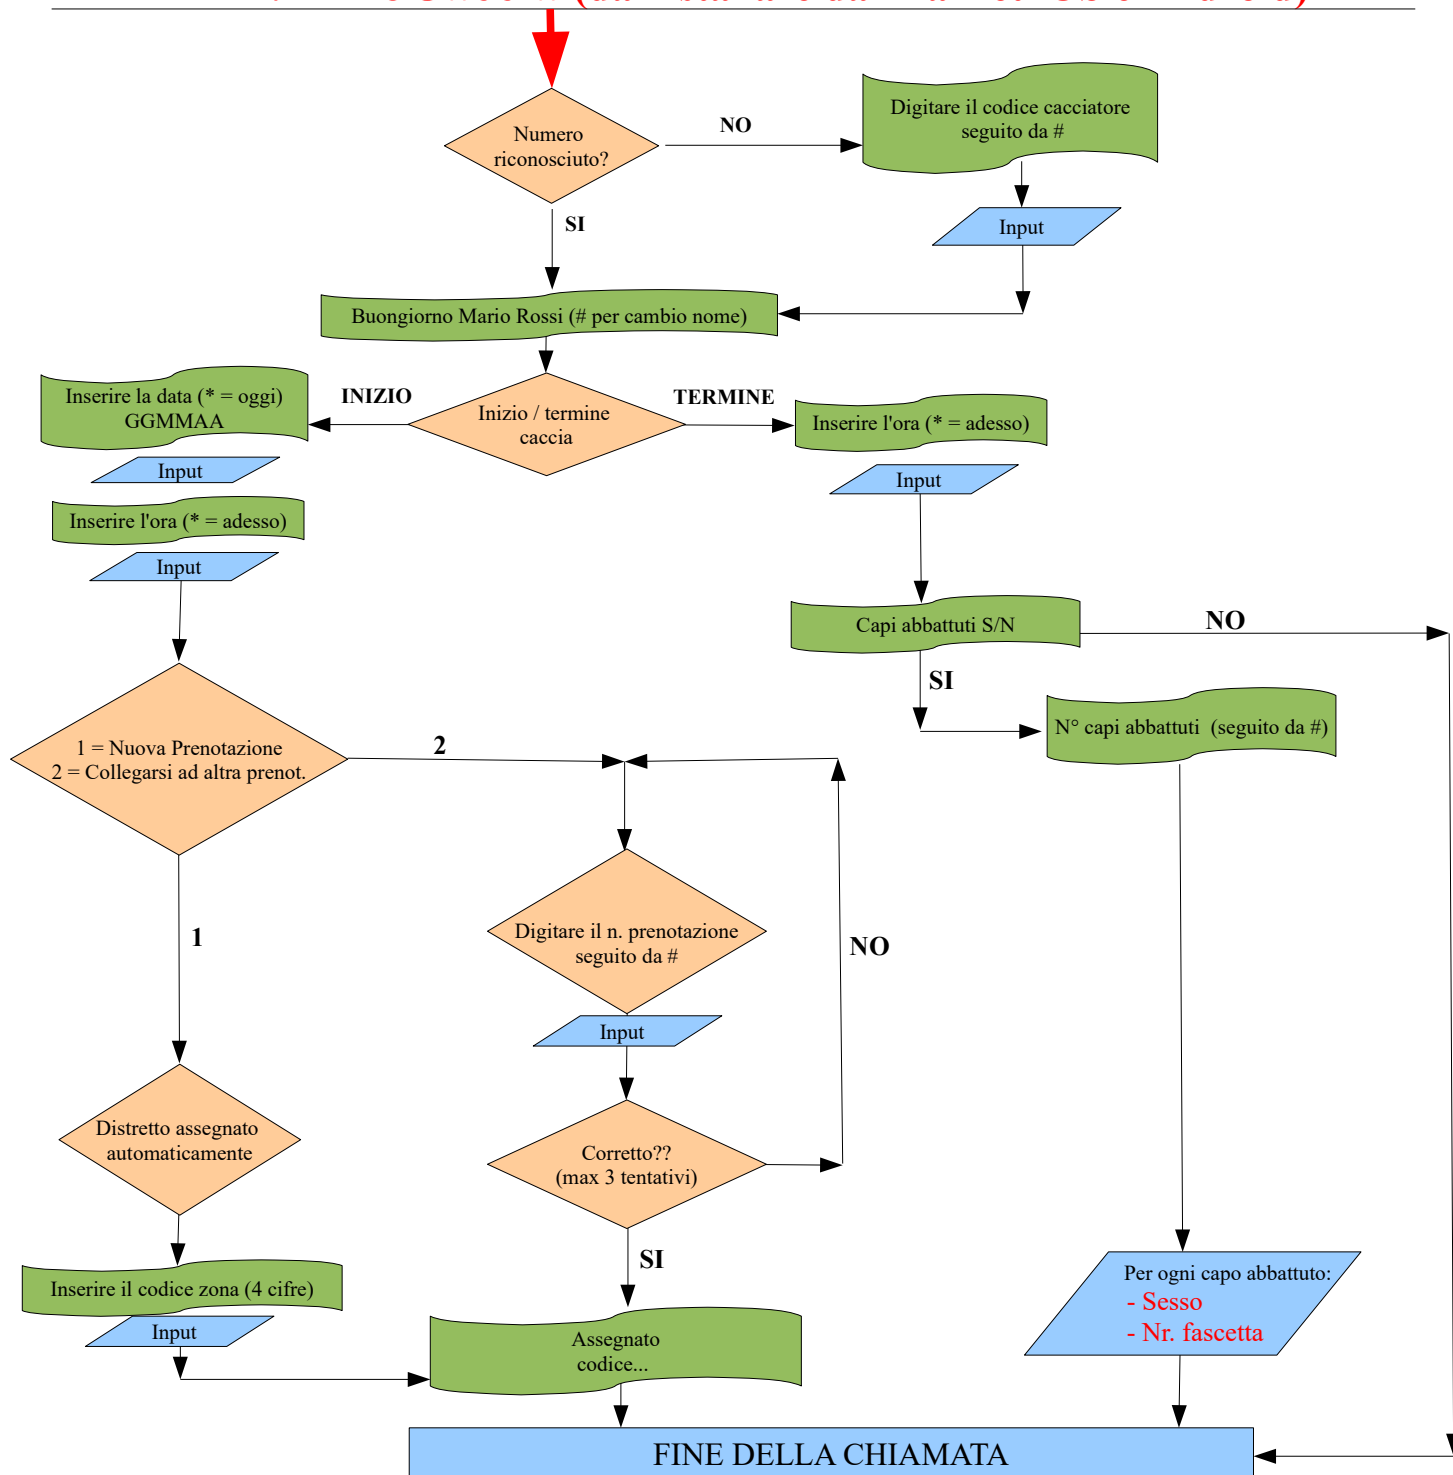 Numero
riconosciuto?
NO
Digitare il codice cacciatore
seguito da #
Input
SI
Buongiorno Mario Rossi (# per cambio nome)
Inserire la data (* = oggi)
GGMMAA
INIZIO
Inizio / termine
caccia
TERMINE
Inserire l'ora (* = adesso)
Input
Input
Inserire l'ora (* = adesso)
Input
Capi abbattuti S/N
NO
SI
N° capi abbattuti (seguito da #)
1 = Nuova Prenotazione
2 = Collegarsi ad altra prenot.
2
1
Digitare il n. prenotazione
seguito da #
NO
Input
Distretto assegnato
automaticamente
Corretto??
(max 3 tentativi)
SI
Inserire il codice zona (4 cifre)
Input
Per ogni capo abbattuto:
- Sesso
- Nr. fascetta
Assegnato
codice...
FINE DELLA CHIAMATA